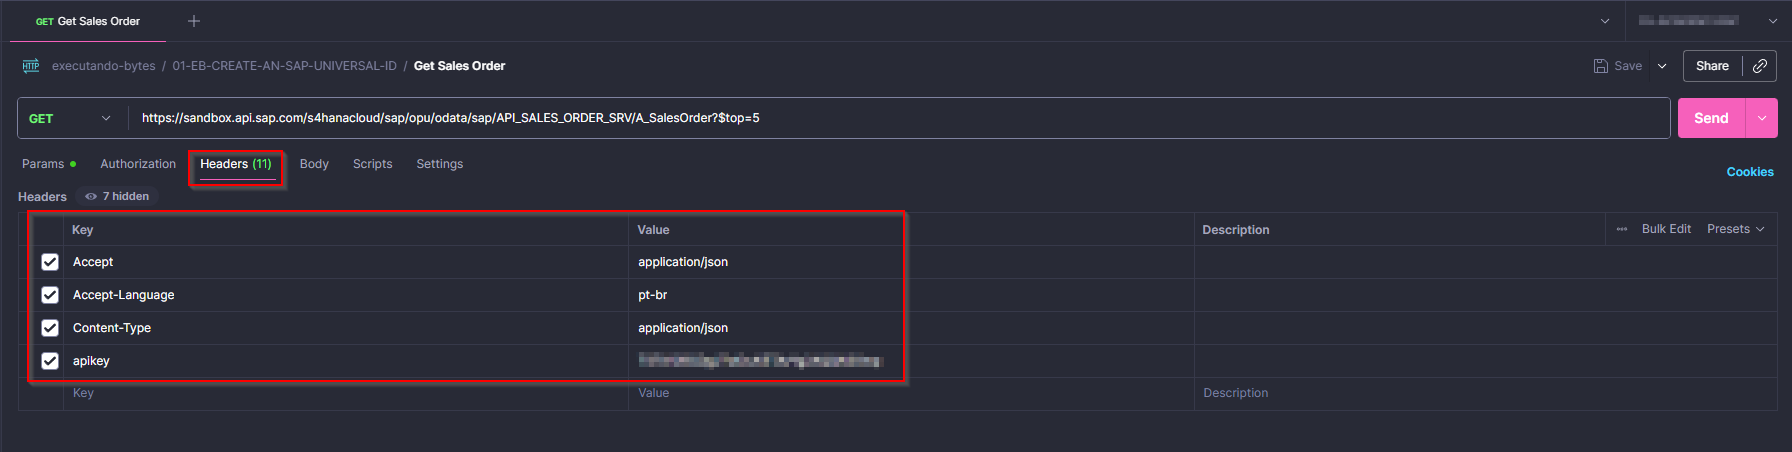 GET Get Sales Order
HTTP executando-bytes / 01-EB-CREATE-AN-SAP-UNIVERSAL-ID / Get Sales Order Save Share
GET https://sandbox.api.sap.com/s4hanacloud/sap/opu/odata/sap/API_SALES_ORDER_SRV/A_SalesOrder?$top=5 Send
Params Authorization Headers (11) Body Scripts Settings Cookies
Headers 7 hidden
Key Value Description Bulk Edit Presets
Accept application/json
Accept-Language pt-br
Content-Type application/json
apikey
Key Value Description